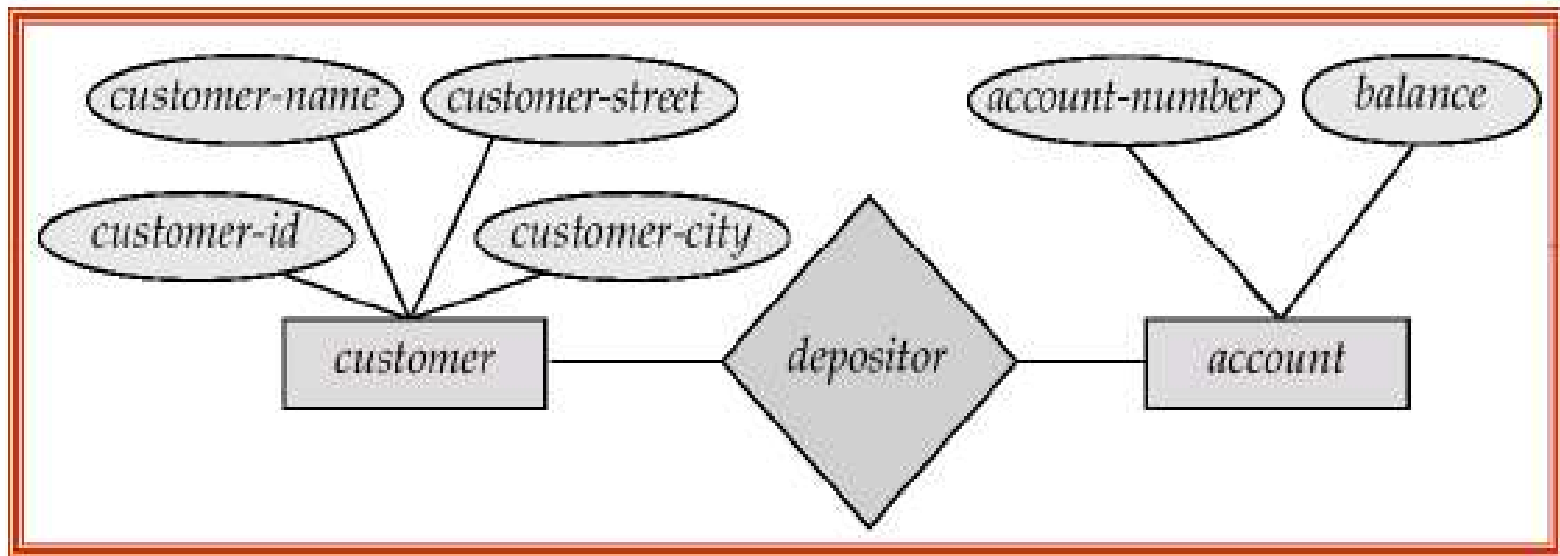 customer-name
customer-street
account-number
balance
customer-id
customer-city
customer
depositor
account